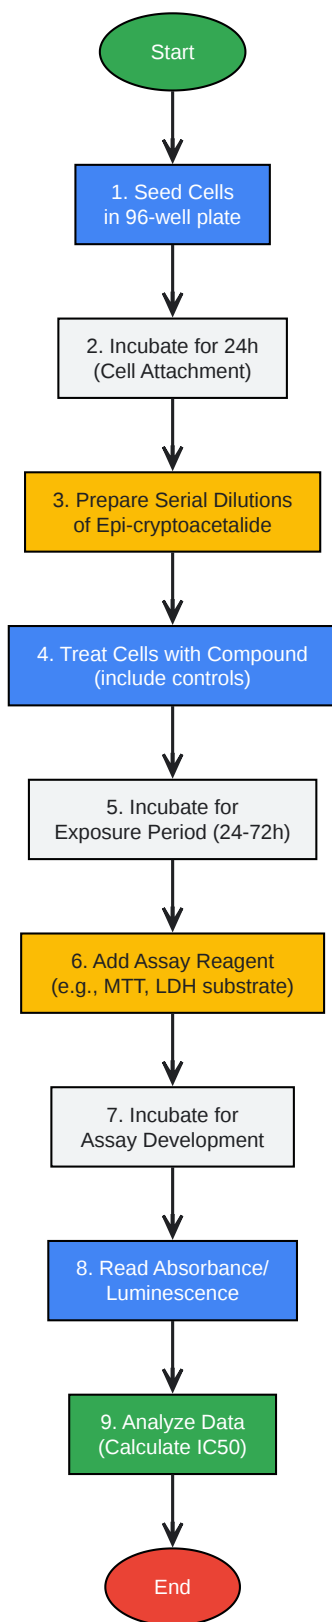 Start
1. Seed Cells
in 96-well plate
2. Incubate for 24h
(Cell Attachment)
3. Prepare Serial Dilutions
of Epi-cryptoacetalide
4. Treat Cells with Compound
(include controls)
5. Incubate for
Exposure Period (24-72h)
6. Add Assay Reagent
(e.g., MTT, LDH substrate)
7. Incubate for
Assay Development
8. Read Absorbance/
Luminescence
9. Analyze Data
(Calculate IC50)
End